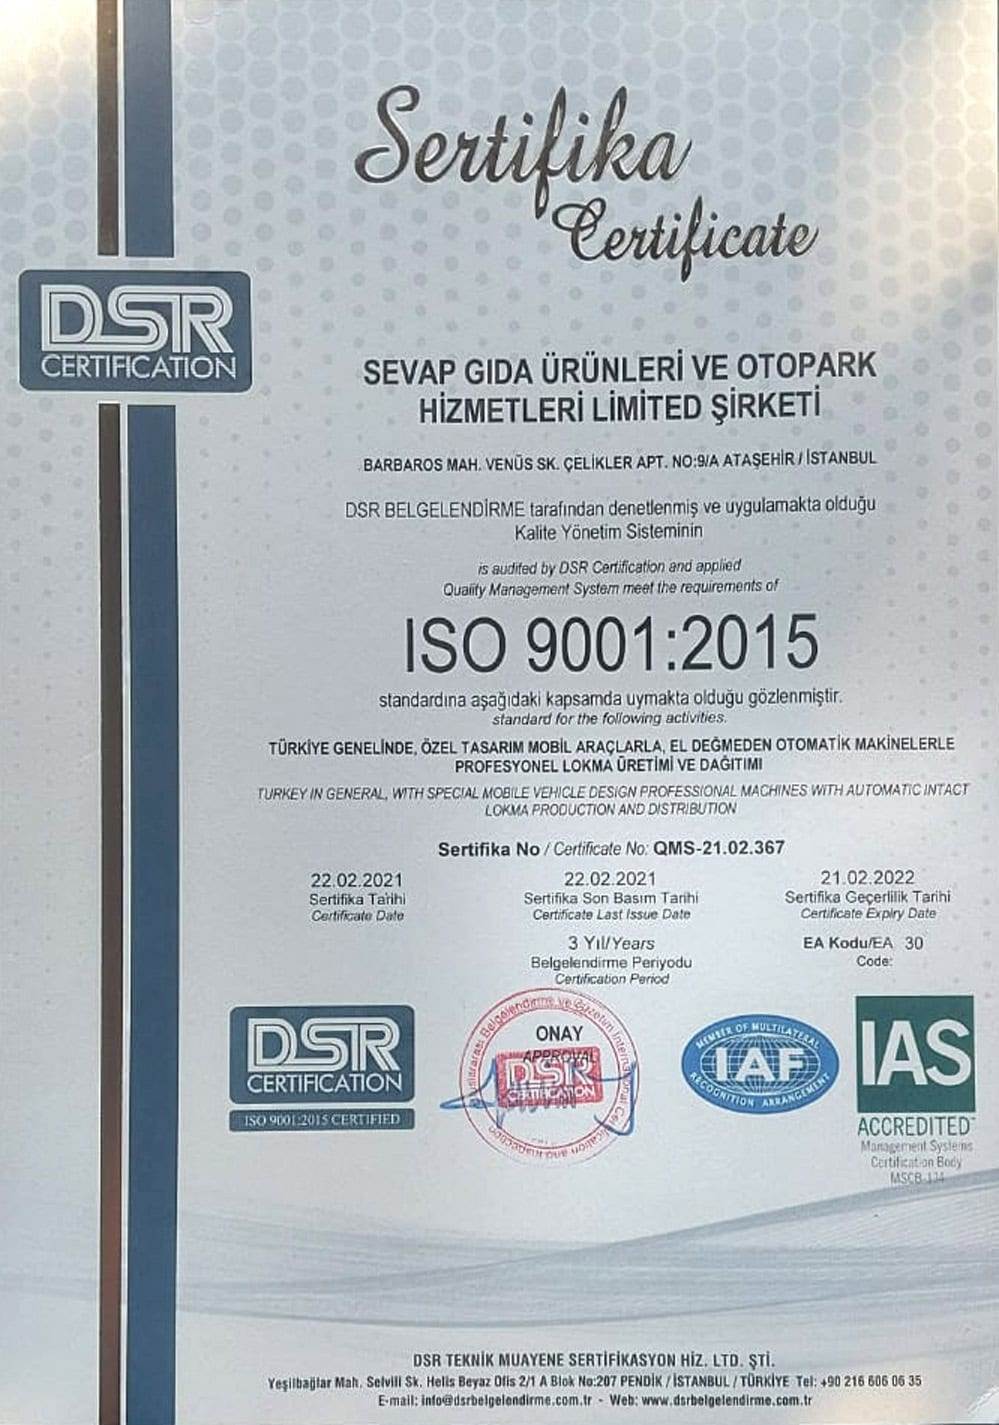 Sertifika
Certificate
DSR
CERTIFICATION
SEVAP GIDA ÜRÜNLERİ VE OTOPARK
HİZMETLERİ LİMİTED ŞİRKETİ
BARBAROS MAH. VENÜS SK. ÇELİKLER APT. NO:9/A ATAŞEHİR / İSTANBUL
DSR BELGELENDİRME tarafından denetlenmiş ve uygulamakta olduğu
Kalite Yönetim Sisteminin
is audited by DSR Certification and applied
Quality Management System meet the requirements of
ISO 9001:2015
standardına aşağıdaki kapsamda uymakta olduğu gözlenmiştir.
standard for the following activities.
TÜRKİYE GENELİNDE, ÖZEL TASARIM MOBİL ARAÇLARLA, EL DEĞMEDEN OTOMATİK MAKİNELERLE
PROFESYONEL LOKMA ÜRETİMİ VE DAĞITIMI
TURKEY IN GENERAL, WITH SPECIAL MOBILE VEHICLE DESIGN PROFESSIONAL MACHINES WITH AUTOMATIC INTACT
LOKMA PRODUCTION AND DISTRIBUTION
Sertifika No / Certificate No: QMS-21.02.367
22.02.2021 22.02.2021 21.02.2022
Sertifika Tarihi Sertifika Son Basım Tarihi Sertifika Geçerlilik Tarihi
Certificate Date Certificate Last Issue Date Certificate Expiry Date
3 Yıl/Years EA Kodu/EA 30
Belgelendirme Periyodu Code:
Certification Period
DSR
CERTIFICATION
ISO 9001:2015 CERTIFIED
ONAY
APPROVAL
DSR
CERTIFICATION
MEMBER OF MULTILATERAL
IAF
RECOGNITION ARRANGEMENT
IAS
ACCREDITED
Management Systems
Certification Body
DSR TEKNİK MUAYENE SERTİFİKASYON HİZ. LTD. ŞTİ.
Yeşilbağlar Mah. Selvili Sk. Helis Beyaz Ofis 2/1 A Blok No:207 PENDİK / İSTANBUL / TÜRKİYE Tel: +90 216 606 06 35
E-mail: info@dsrbelgelendirme.com.tr - Web: www.dsrbelgelendirme.com.tr